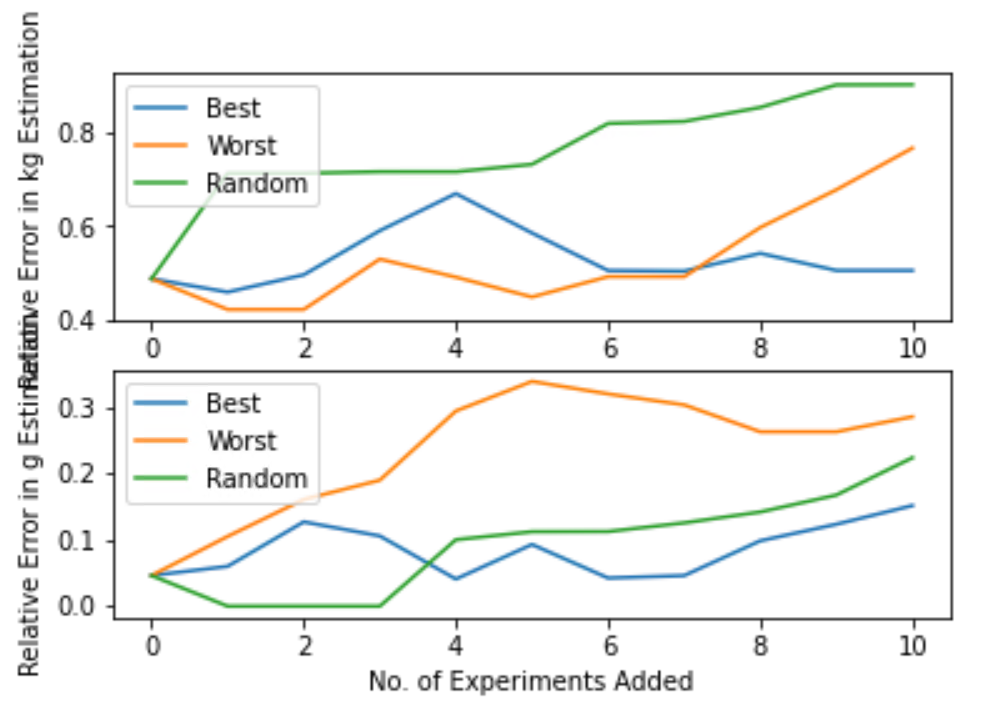 Relative Error in kg Estimation
Best
Worst
Random
0.8
0.6
0.4
0 2 4 6 8 10
Relative Error in g Estimation
Best
Worst
Random
0.3
0.2
0.1
0.0
0 2 4 6 8 10
No. of Experiments Added